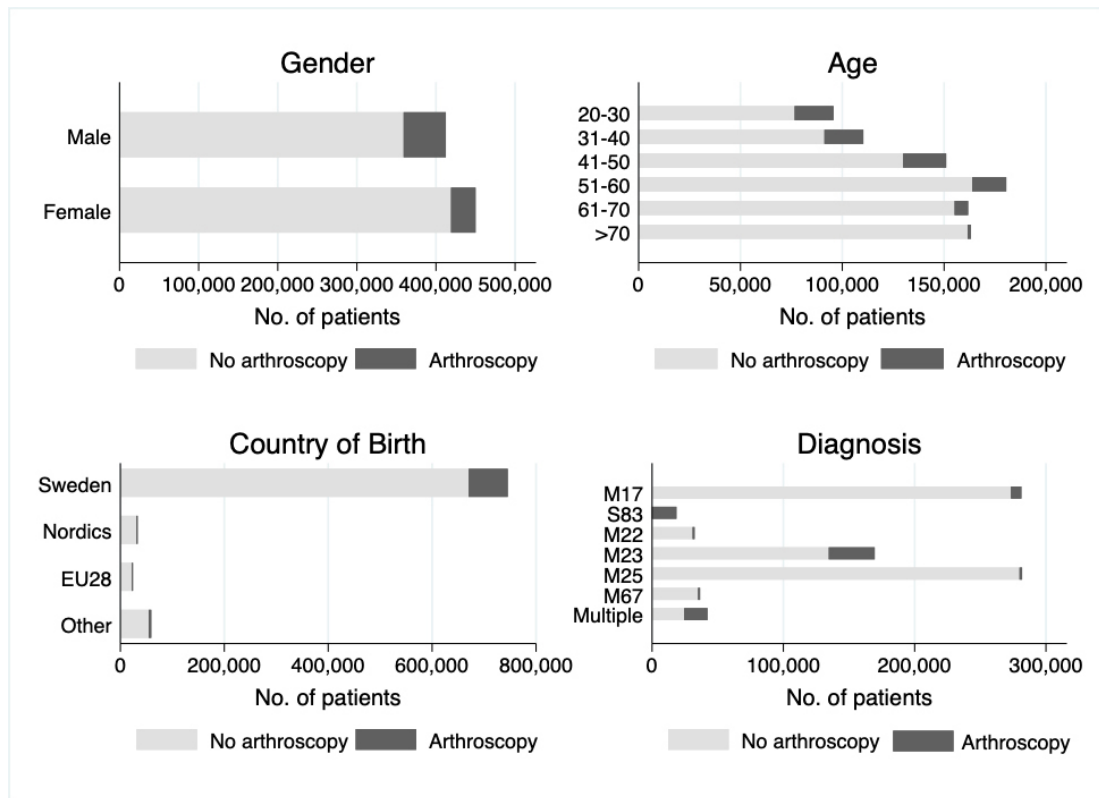 Gender
Male
Female
0 100,000 200,000 300,000 400,000 500,000
No. of patients
No arthroscopy Arthroscopy
Age
20-30
31-40
41-50
51-60
61-70
>70
0 50,000 100,000 150,000 200,000
No. of patients
No arthroscopy Arthroscopy
Country of Birth
Sweden
Nordics
EU28
Other
0 200,000 400,000 600,000 800,000
No. of patients
No arthroscopy Arthroscopy
Diagnosis
M17
S83
M22
M23
M25
M67
Multiple
0 100,000 200,000 300,000
No. of patients
No arthroscopy Arthroscopy